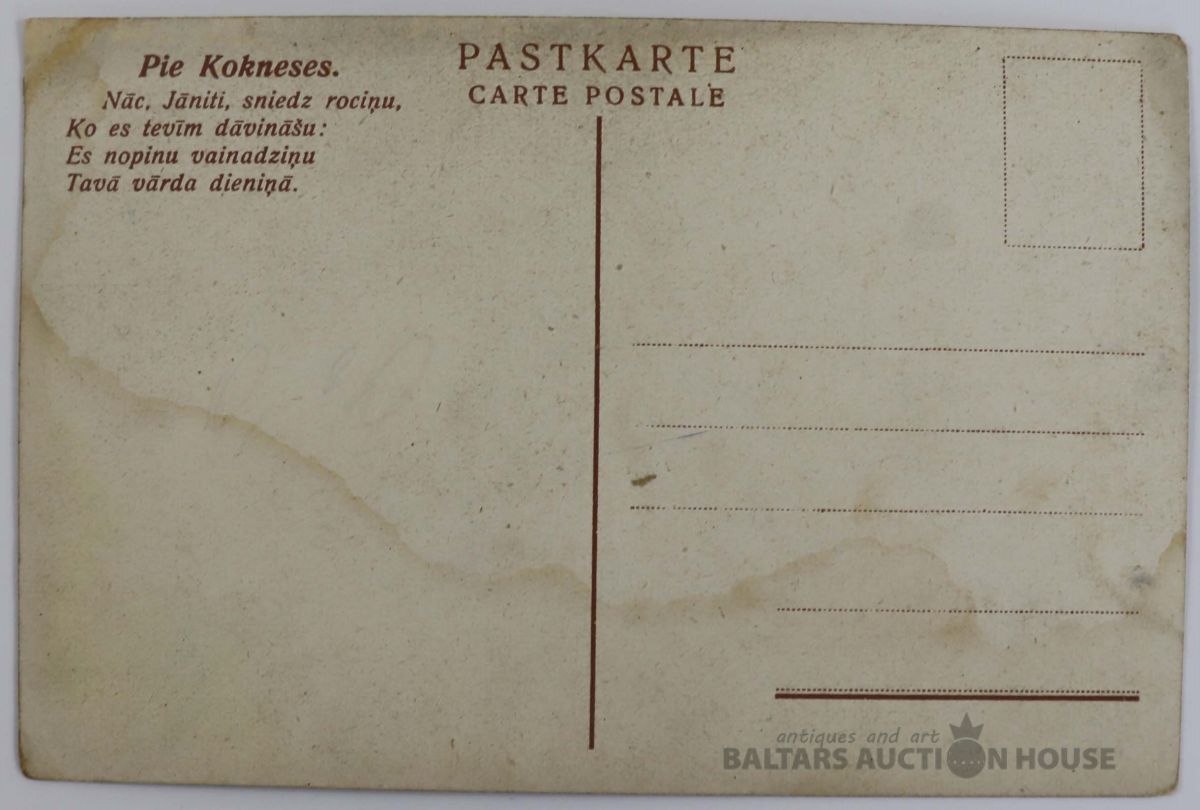 Pie Kokneses.
Nāc, Jāniti, sniedz rociņu,
Ko es tevīm dāvināšu:
Es nopinu vainadziņu
Tavā vārda dieniņā.
PASTKARTE
CARTE POSTALE
antiques and art
BALTARS AUCTION HOUSE